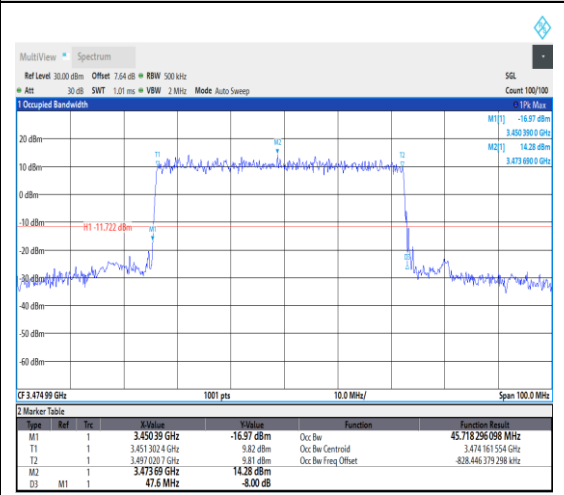 MultiView Spectrum
Ref Level 30.00 dBm Offset 7.64 dB RBW 500 kHz SGL
Att 30 dB SWT 1.01 ms VBW 2 MHz Mode Auto Sweep Count 100/100
1 Occupied Bandwidth 1Pk Max
M1[1] -16.97 dBm
3.450 390 0 GHz
M2[1] 14.28 dBm
3.473 690 0 GHz
20 dBm
M2
T1
T2
10 dBm
0 dBm
-10 dBm
H1 -11.722 dBm
M1
-20 dBm
D3
-30 dBm
-40 dBm
-50 dBm
-60 dBm
CF 3.474 99 GHz 1001 pts 10.0 MHz/ Span 100.0 MHz
2 Marker Table
Type Ref Trc X-Value Y-Value Function Function Result
M1 1 3.450 39 GHz -16.97 dBm Occ Bw 45.718 296 098 MHz
T1 1 3.451 302 4 GHz 9.82 dBm Occ Bw Centroid 3.474 161 554 GHz
T2 1 3.497 020 7 GHz 9.81 dBm Occ Bw Freq Offset -828.446 379 298 kHz
M2 1 3.473 69 GHz 14.28 dBm
D3 M1 1 47.6 MHz -8.00 dB